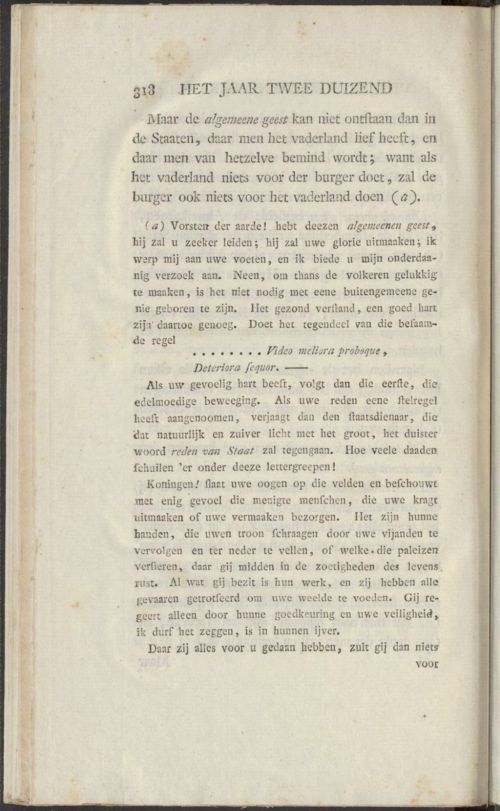 318 HET JAAR TWEE DUIZEND
Maar de algemeene geest kan niet ontſtaan dan in
de Staaten, daar men het vaderland lief heeft, en
daar men van hetzelve bemind wordt; want als
het vaderland niets voor der burger doet, zal de
burger ook niets voor het vaderland doen (a).
(a) Vorsten der aarde! hebt deezen algemeenen geest,
hij zal u zeeker leiden; hij zal uwe glorie uitmaaken; ik
werp mij aan uwe voeten, en ik biede u mijn onderdaa-
nig verzoek aan. Neen, om thans de volkeren gelukkig
te maaken, is het niet nodig met eene buitengemeene ge-
nie geboren te zijn. Het gezond verſtand, een goed hart
zijn daartoe genoeg. Doet het tegendeel van die befaam-
de regel
. . . . . . . . Video meliora proboque,
Deteriora ſequor. ——
Als uw gevoelig hart beeft, volgt dan die eerſte, die
edelmoedige beweeging. Als uwe reden eene ſtelregel
heeft aangenoomen, verjaagt dan den ſtaatsdienaar, die
dat natuurlijk en zuiver licht met het groot, het duister
woord reden van Staat zal tegengaan. Hoe veele daaden
ſchuilen 'er onder deeze lettergreepen!
Koningen! ſlaat uwe oogen op die velden en beſchouwt
met enig gevoel die menigte menſchen, die uwe kragt
uitmaaken of uwe vermaaken bezorgen. Het zijn hunne
handen, die uwen troon ſchraagen door uwe vijanden te
vervolgen en ter neder te vellen, of welke die paleizen
verſieren, daar gij midden in de zoetigheden des levens
rust. Al wat gij bezit is hun werk, en zij hebben alle
gevaaren getrotſeerd om uwe weelde te voeden. Gij re-
geert alleen door hunne goedkeuring en uwe veiligheid,
ik durf het zeggen, is in hunnen ijver.
Daar zij alles voor u gedaan hebben, zult gij dan niets
voor